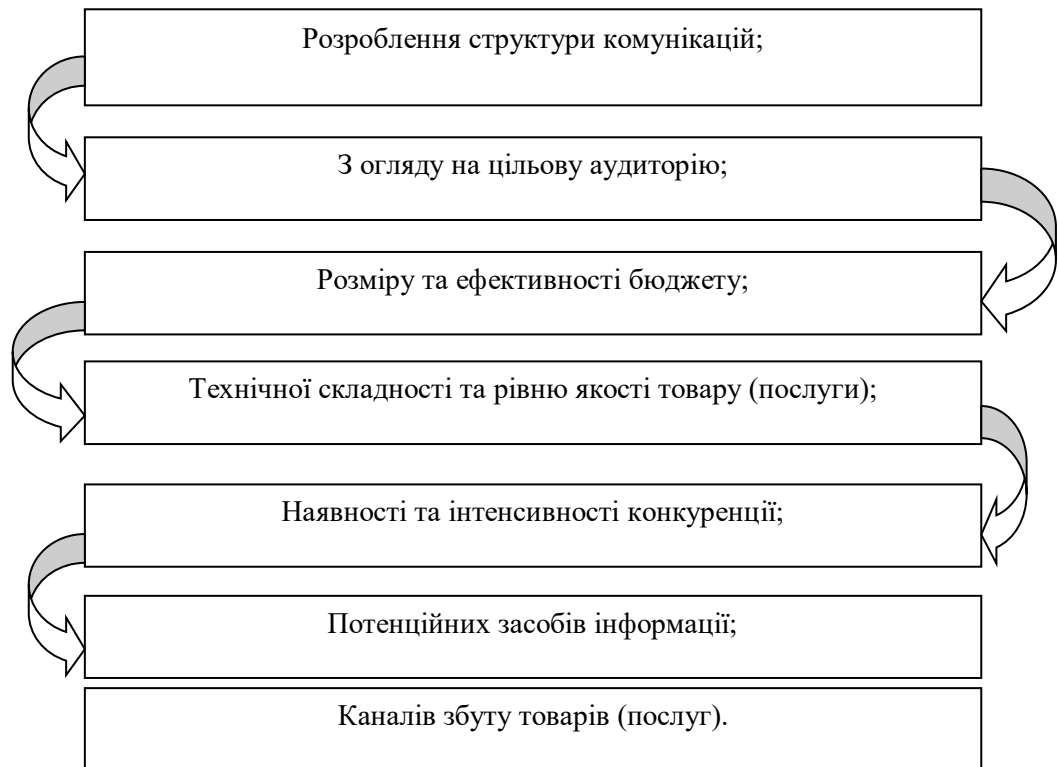 Розроблення структури комунікацій;
З огляду на цільову аудиторію;
Розміру та ефективності бюджету;
Технічної складності та рівню якості товару (послуги);
Наявності та інтенсивності конкуренції;
Потенційних засобів інформації;
Каналів збуту товарів (послуг).